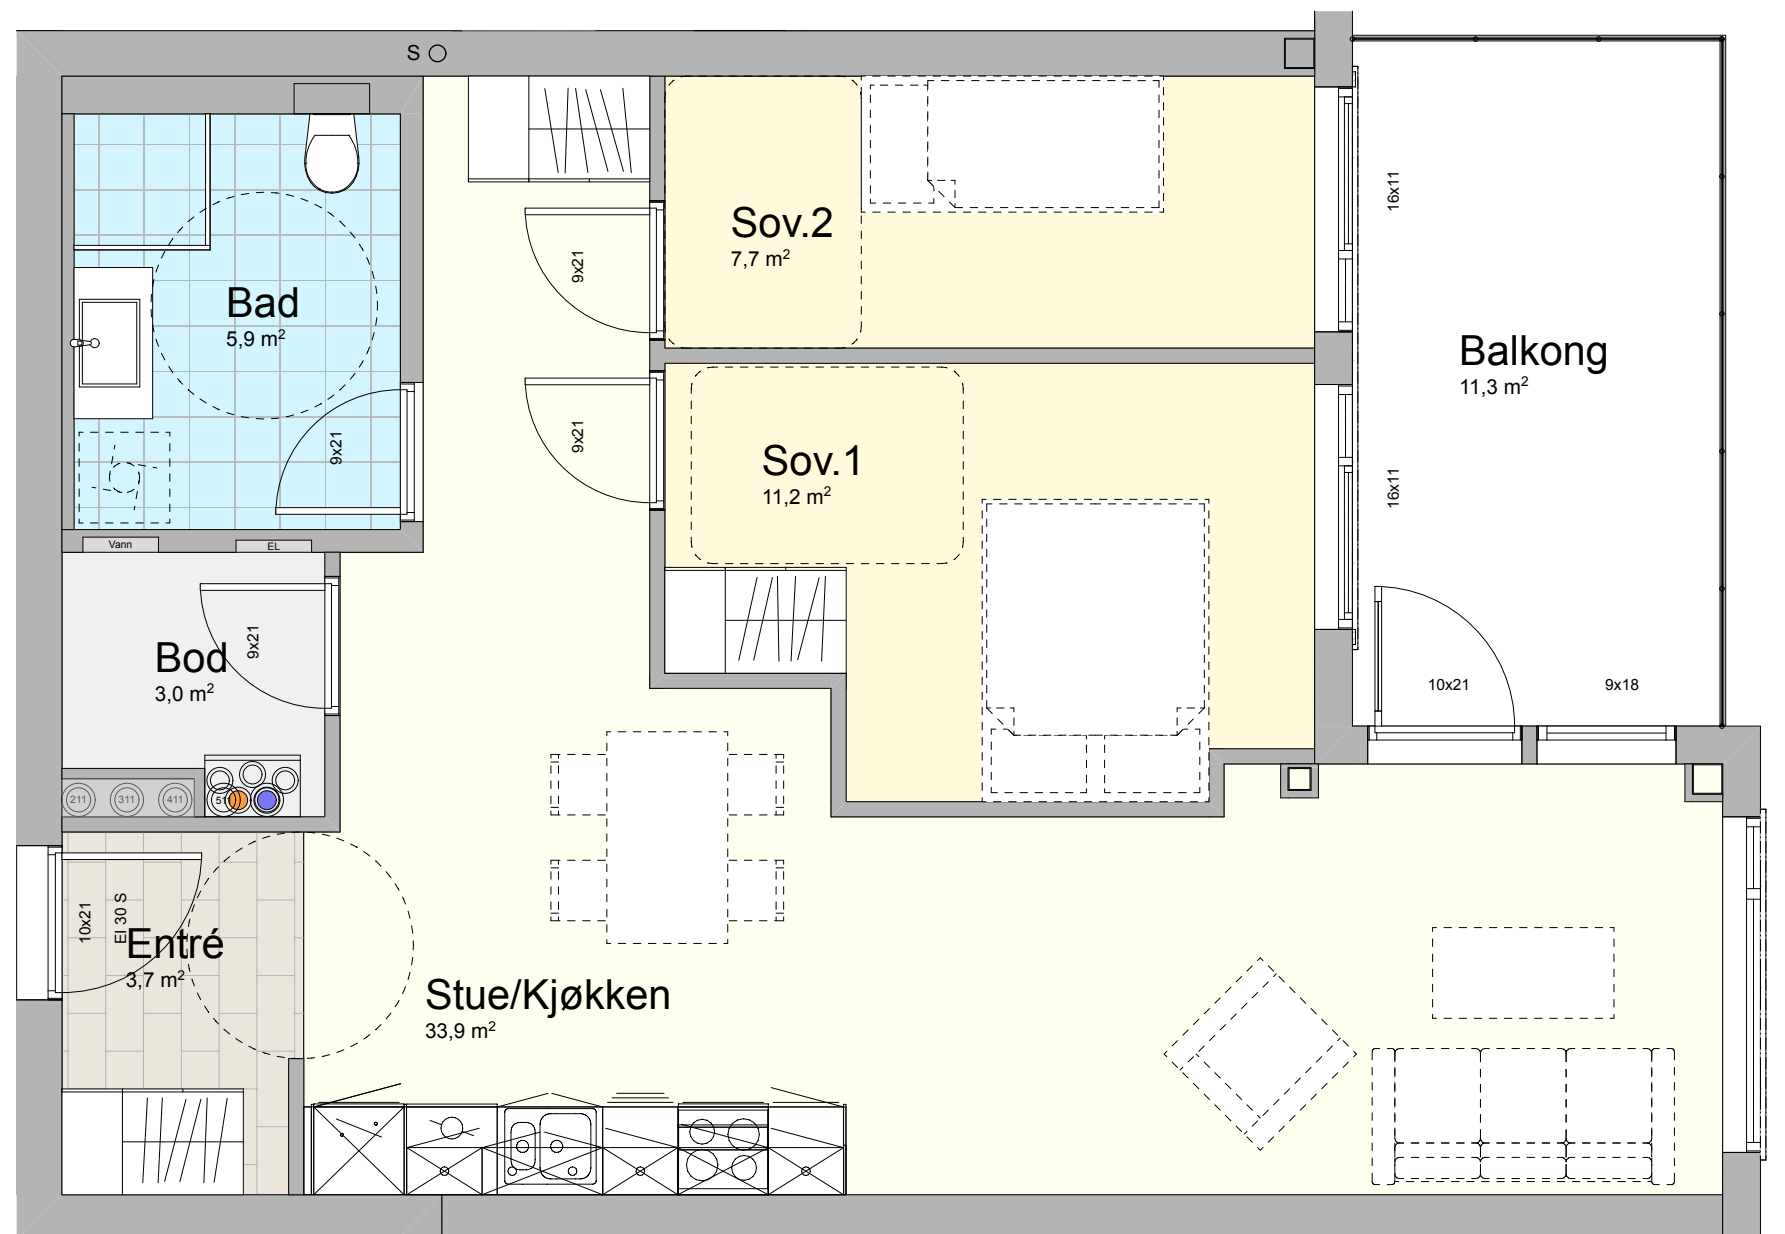 S
16x11
9x21
Sov.2
7,7 m²
Bad
5,9 m²
Balkong
11,3 m²
9x21
9x21
Sov.1
11,2 m²
16x11
Vann
EL
9x21
Bod
3,0 m²
10x21
9x18
211
311
411
511
10x21
EI 30 S
Entré
3,7 m²
Stue/Kjøkken
33,9 m²